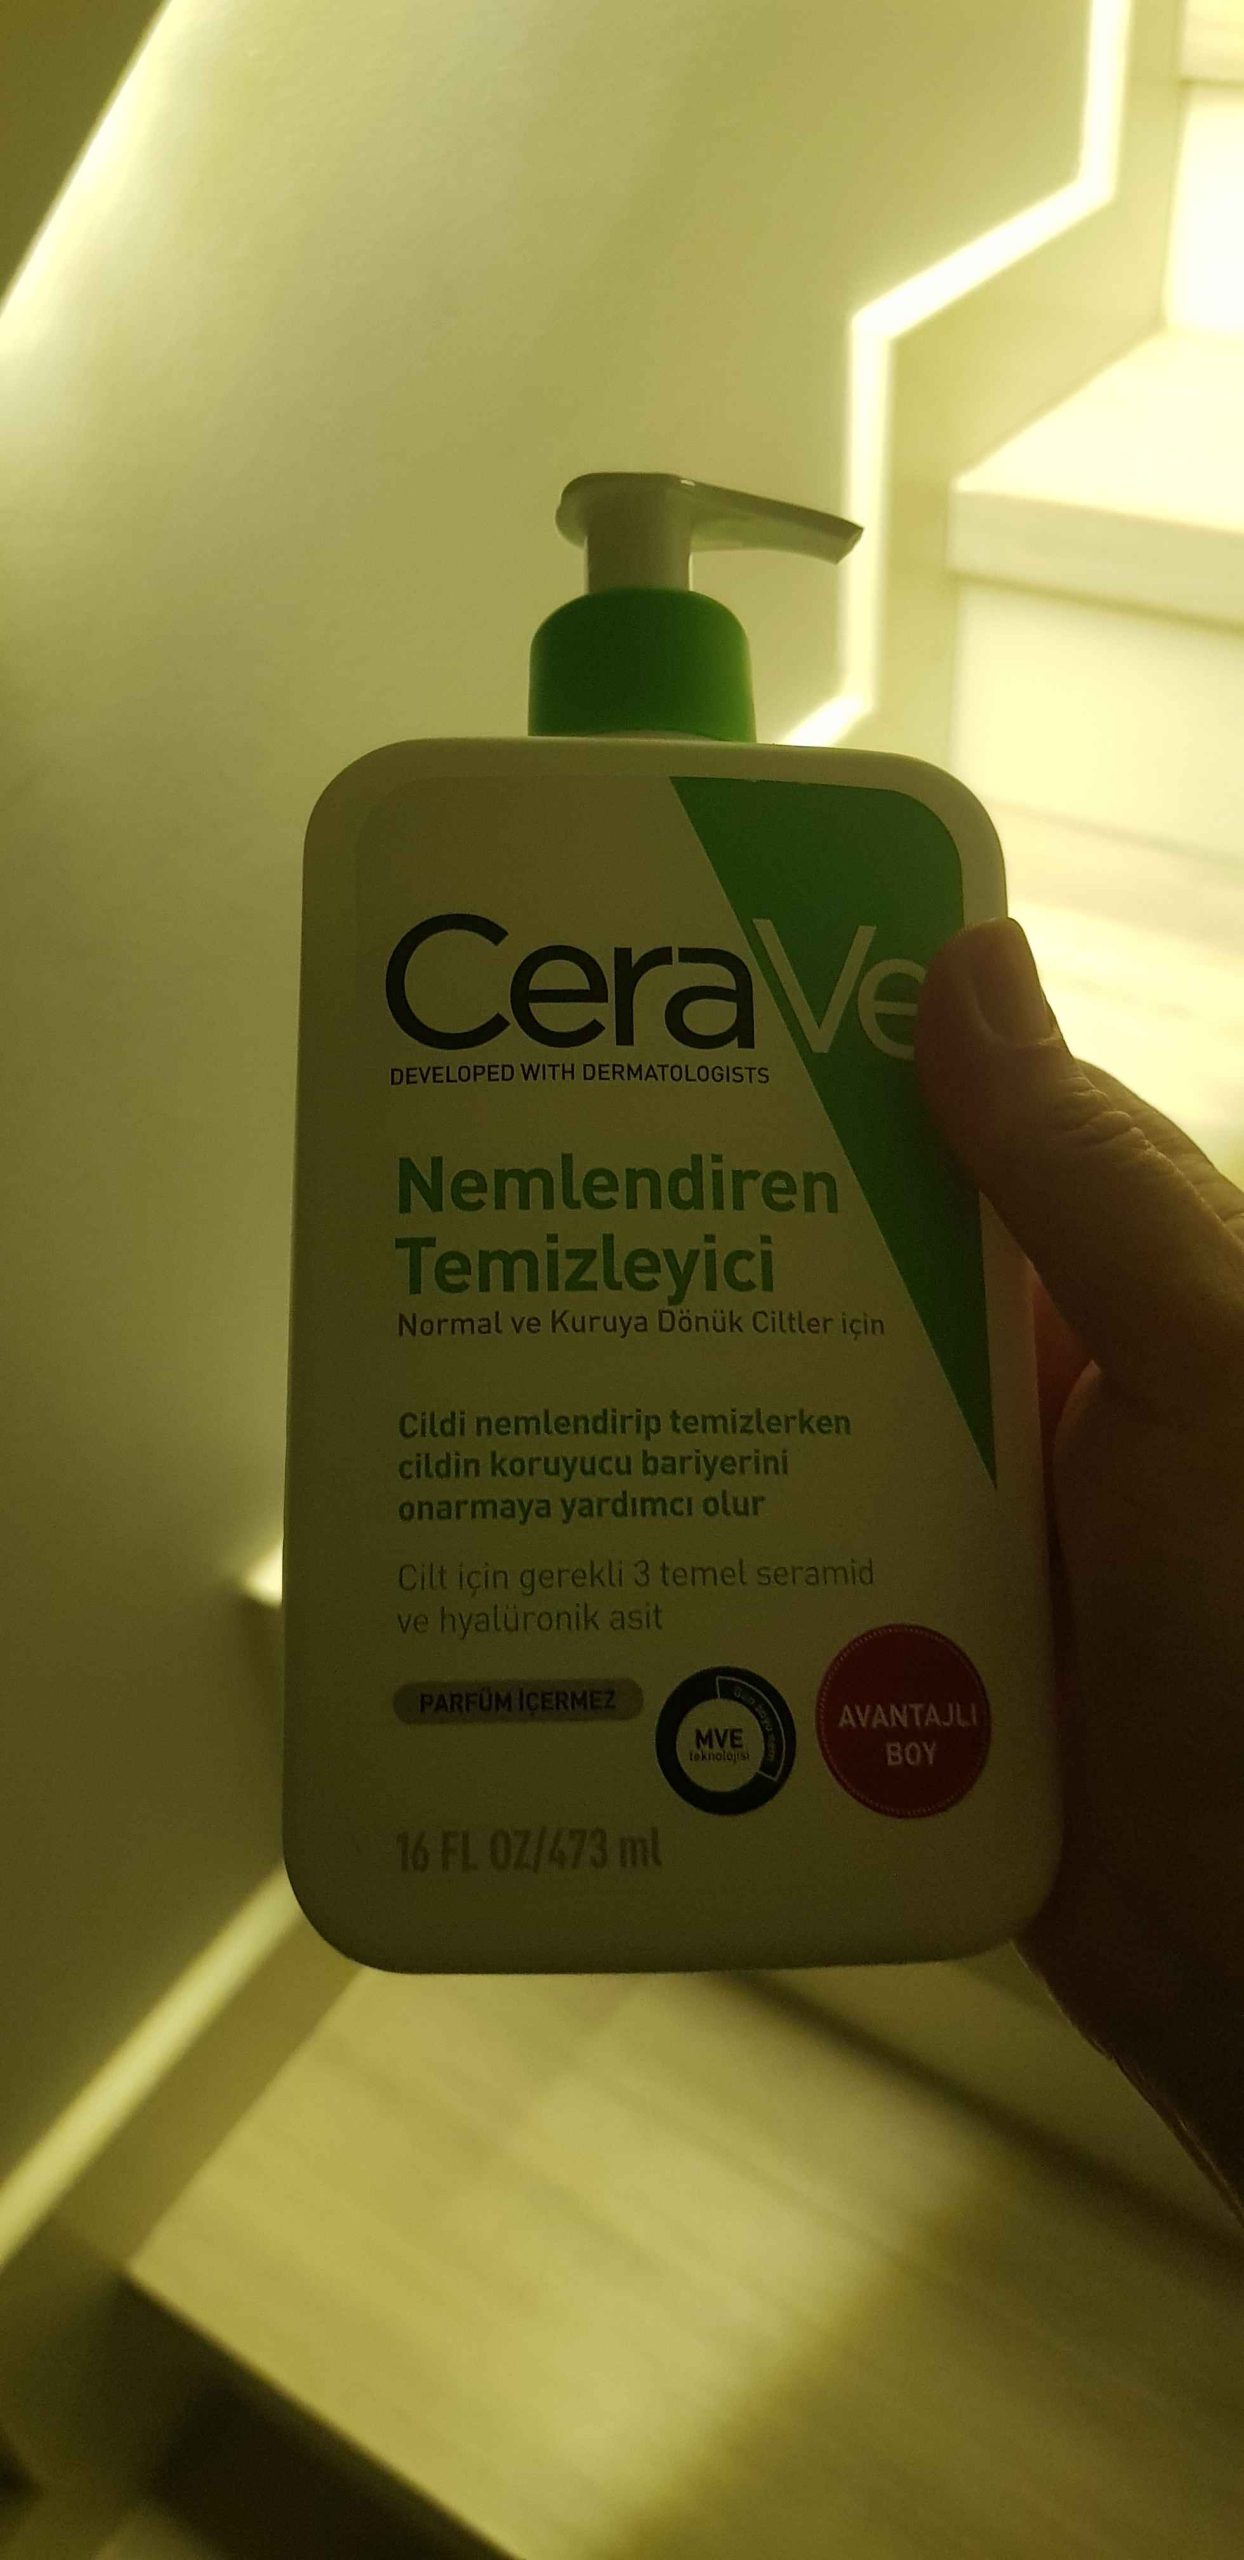 CeraVe
DEVELOPED WITH DERMATOLOGISTS
Nemlendiren
Temizleyici
Normal ve Kuruya Dönük Ciltler için
Cildi nemlendirip temizlerken
cildin koruyucu bariyerini
onarmaya yardımcı olur
Cilt için gerekli 3 temel seramid
ve hyalüronik asit
PARFÜM İÇERMEZ
MVE
teknolojisi
AVANTAJLI
BOY
16 FL OZ/473 ml